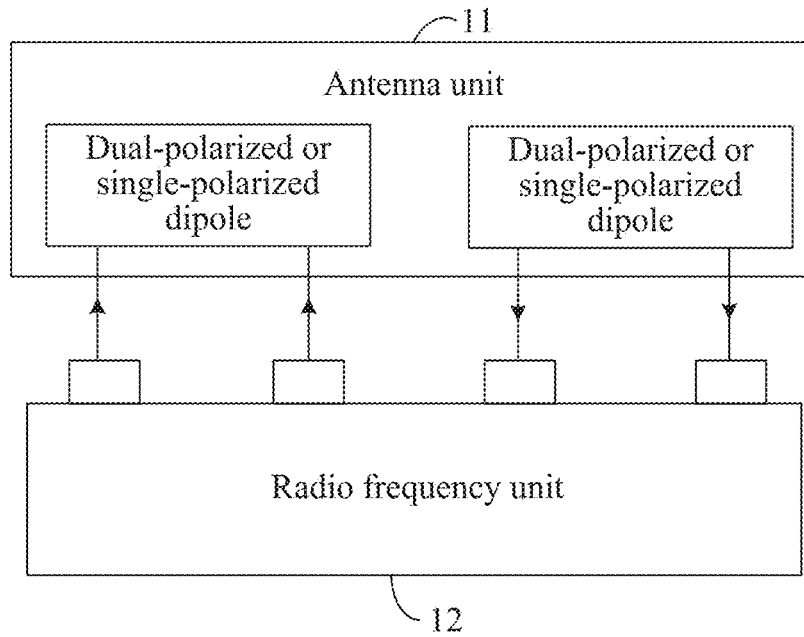 11
Antenna unit
Dual-polarized or
single-polarized
dipole
Dual-polarized or
single-polarized
dipole
Radio frequency unit
12